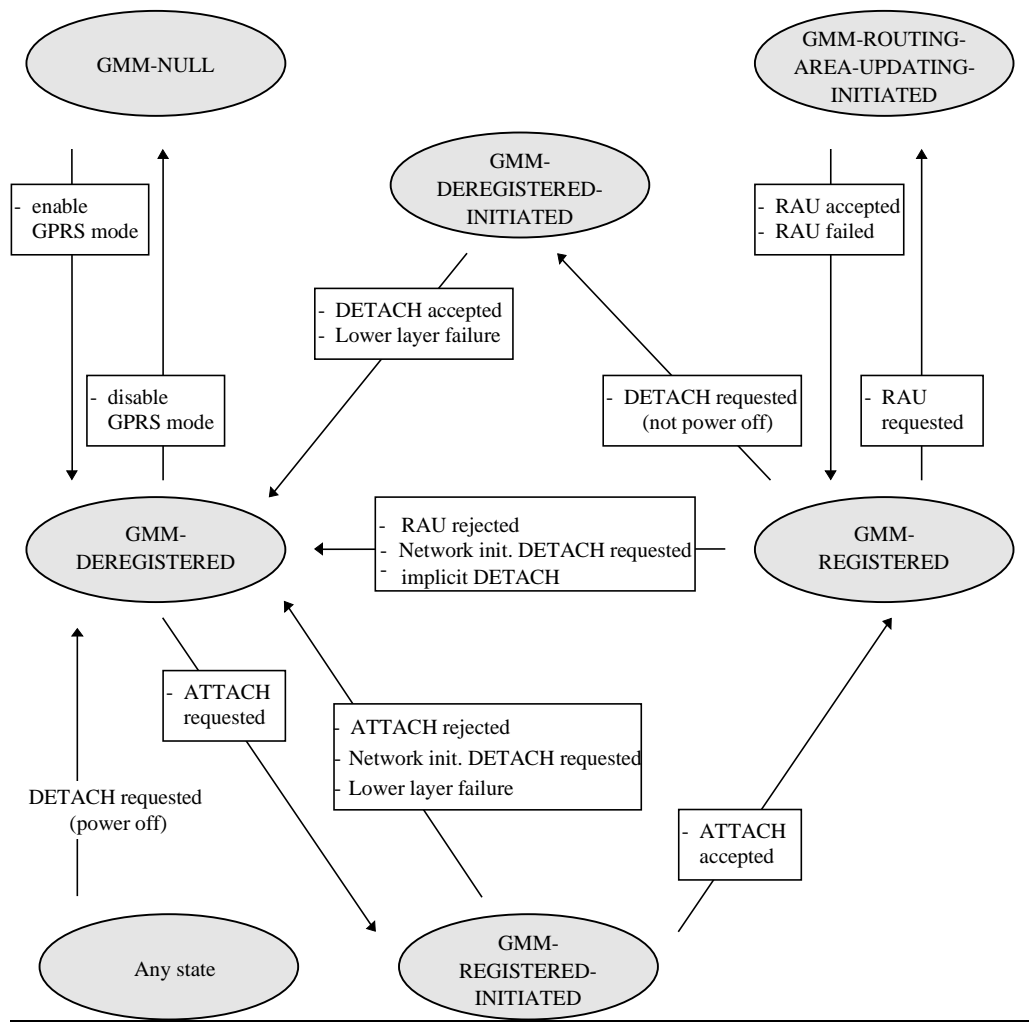 GMM-NULL
GMM-ROUTING-
AREA-UPDATING-
INITIATED
GMM-
DEREGISTERED-
INITIATED
- enable
GPRS mode
- RAU accepted
- RAU failed
- DETACH accepted
- Lower layer failure
- disable
GPRS mode
- DETACH requested
(not power off)
- RAU
requested
GMM-
DEREGISTERED
- RAU rejected
- Network init. DETACH requested
- implicit DETACH
GMM-
REGISTERED
- ATTACH
requested
- ATTACH rejected
- Network init. DETACH requested
- Lower layer failure
DETACH requested
(power off)
- ATTACH
accepted
Any state
GMM-
REGISTERED-
INITIATED